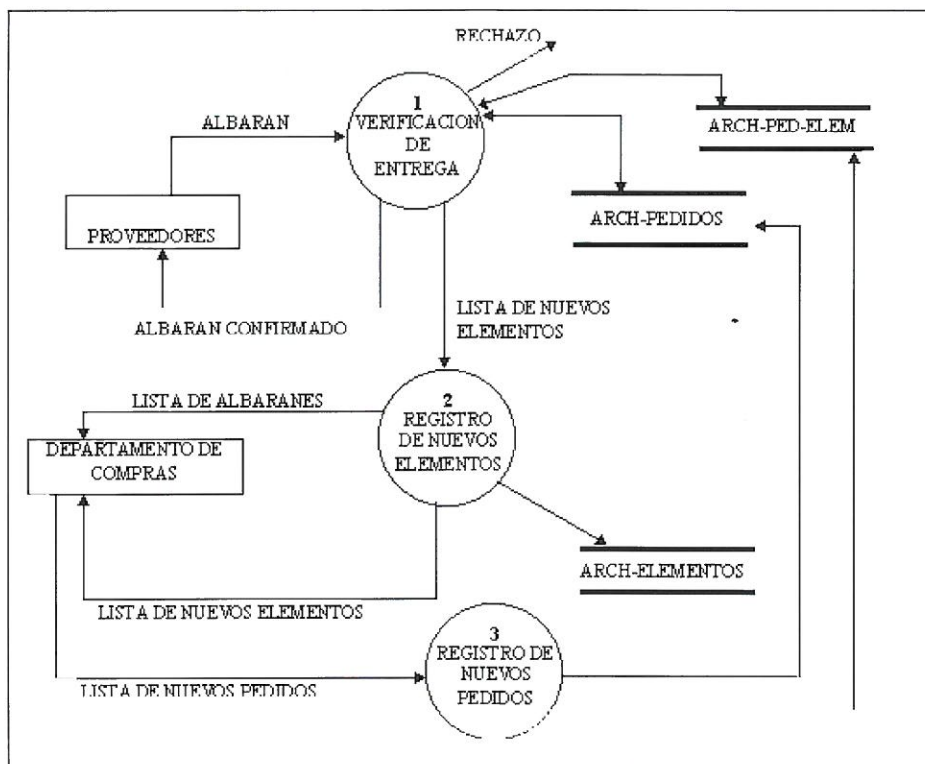 RECHAZO
1
VERIFICACION
DE
ENTREGA
ALBARAN
ARCH-PED-ELEM
PROVEEDORES
ARCH-PEDIDOS
ALBARAN CONFIRMADO
LISTA DE NUEVOS
ELEMENTOS
LISTA DE ALBARANES
2
REGISTRO
DE NUEVOS
ELEMENTOS
DEPARTAMENTO DE
COMPRAS
ARCH-ELEMENTOS
LISTA DE NUEVOS ELEMENTOS
3
REGISTRO DE
NUEVOS
PEDIDOS
LISTA DE NUEVOS PEDIDOS